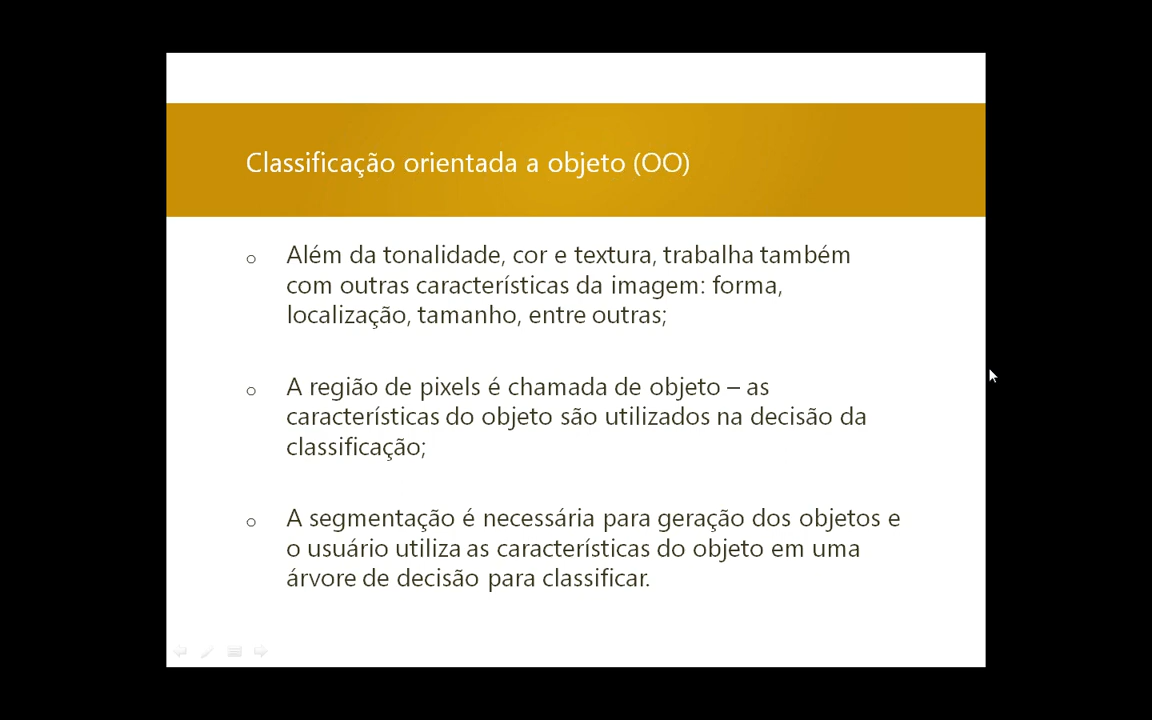 Classificação orientada a objeto (OO)
Além da tonalidade, cor e textura, trabalha também
com outras características da imagem: forma,
localização, tamanho, entre outras;
A região de pixels é chamada de objeto – as
características do objeto são utilizados na decisão da
classificação;
A segmentação é necessária para geração dos objetos e
o usuário utiliza as características do objeto em uma
árvore de decisão para classificar.